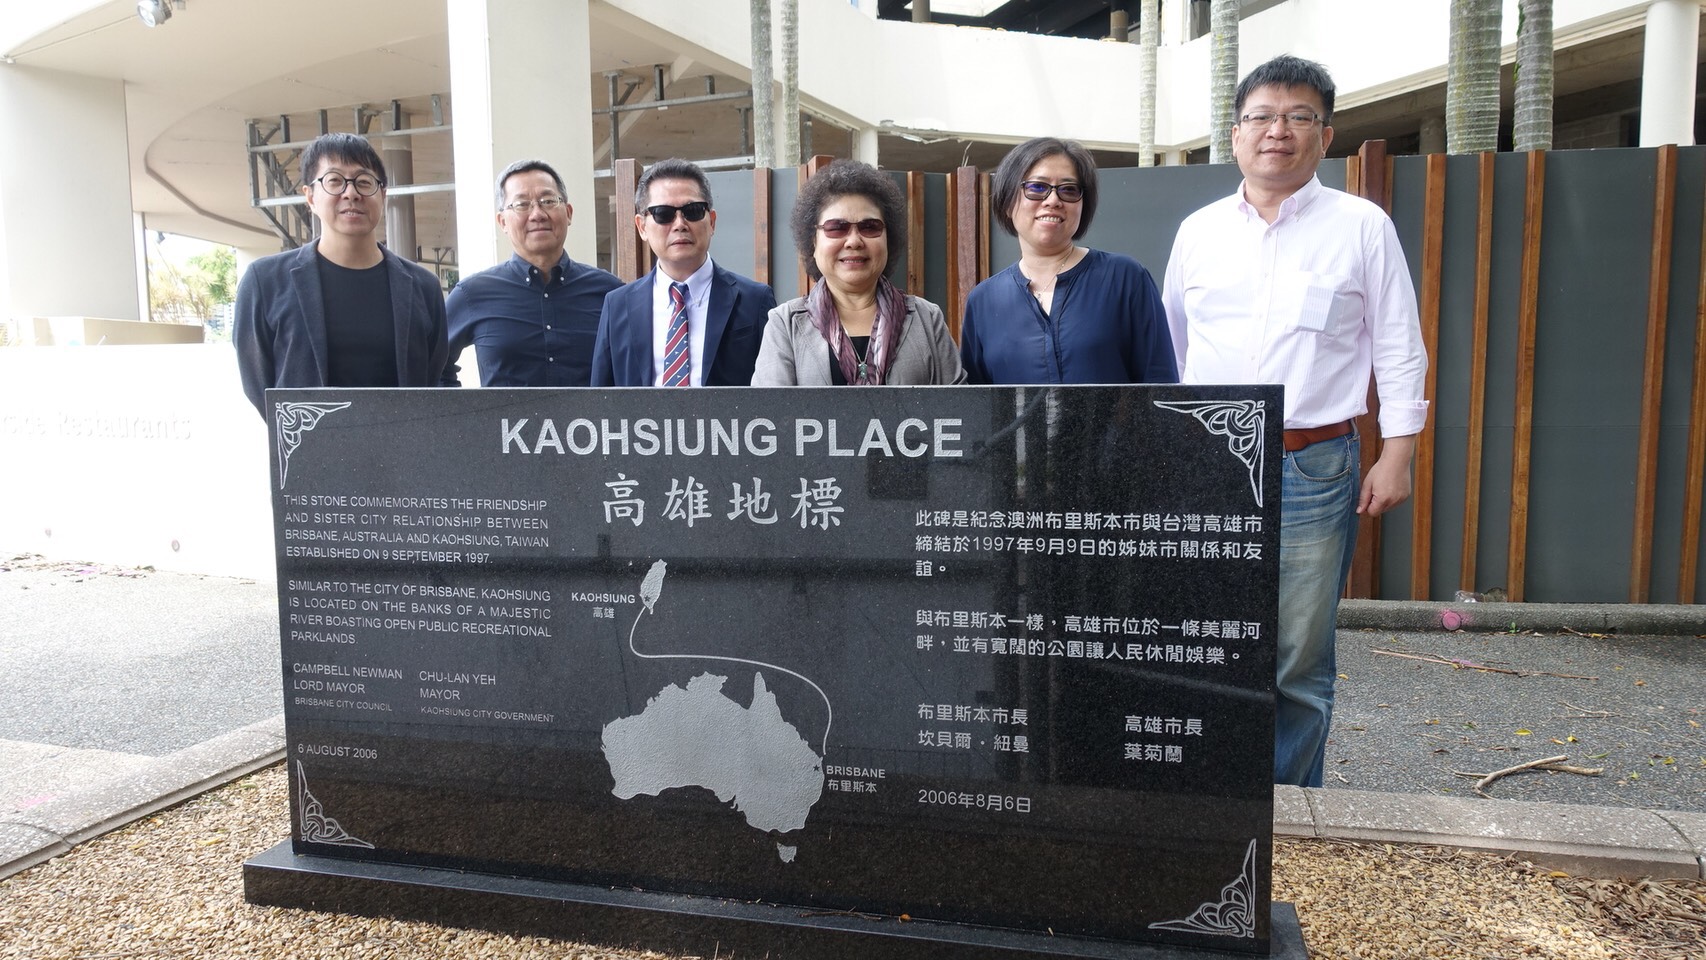 KAOHSIUNG PLACE
高雄地標
THIS STONE COMMEMORATES THE FRIENDSHIP
AND SISTER CITY RELATIONSHIP BETWEEN
BRISBANE, AUSTRALIA AND KAOHSIUNG, TAIWAN
ESTABLISHED ON 9 SEPTEMBER 1997.
SIMILAR TO THE CITY OF BRISBANE, KAOHSIUNG
IS LOCATED ON THE BANKS OF A MAJESTIC
RIVER BOASTING OPEN PUBLIC RECREATIONAL
PARKLANDS.
CAMPBELL NEWMAN
LORD MAYOR
BRISBANE CITY COUNCIL
CHU-LAN YEH
MAYOR
KAOHSIUNG CITY GOVERNMENT
6 AUGUST 2006
KAOHSIUNG
高雄
BRISBANE
布里斯本
此碑是紀念澳洲布里斯本市與台灣高雄市
締結於1997年9月9日的姊妹市關係和友
誼。
與布里斯本一樣，高雄市位於一條美麗河
畔，並有寬闊的公園讓人民休閒娛樂。
布里斯本市長
坎貝爾・紐曼
高雄市長
葉菊蘭
2006年8月6日
Restaurants